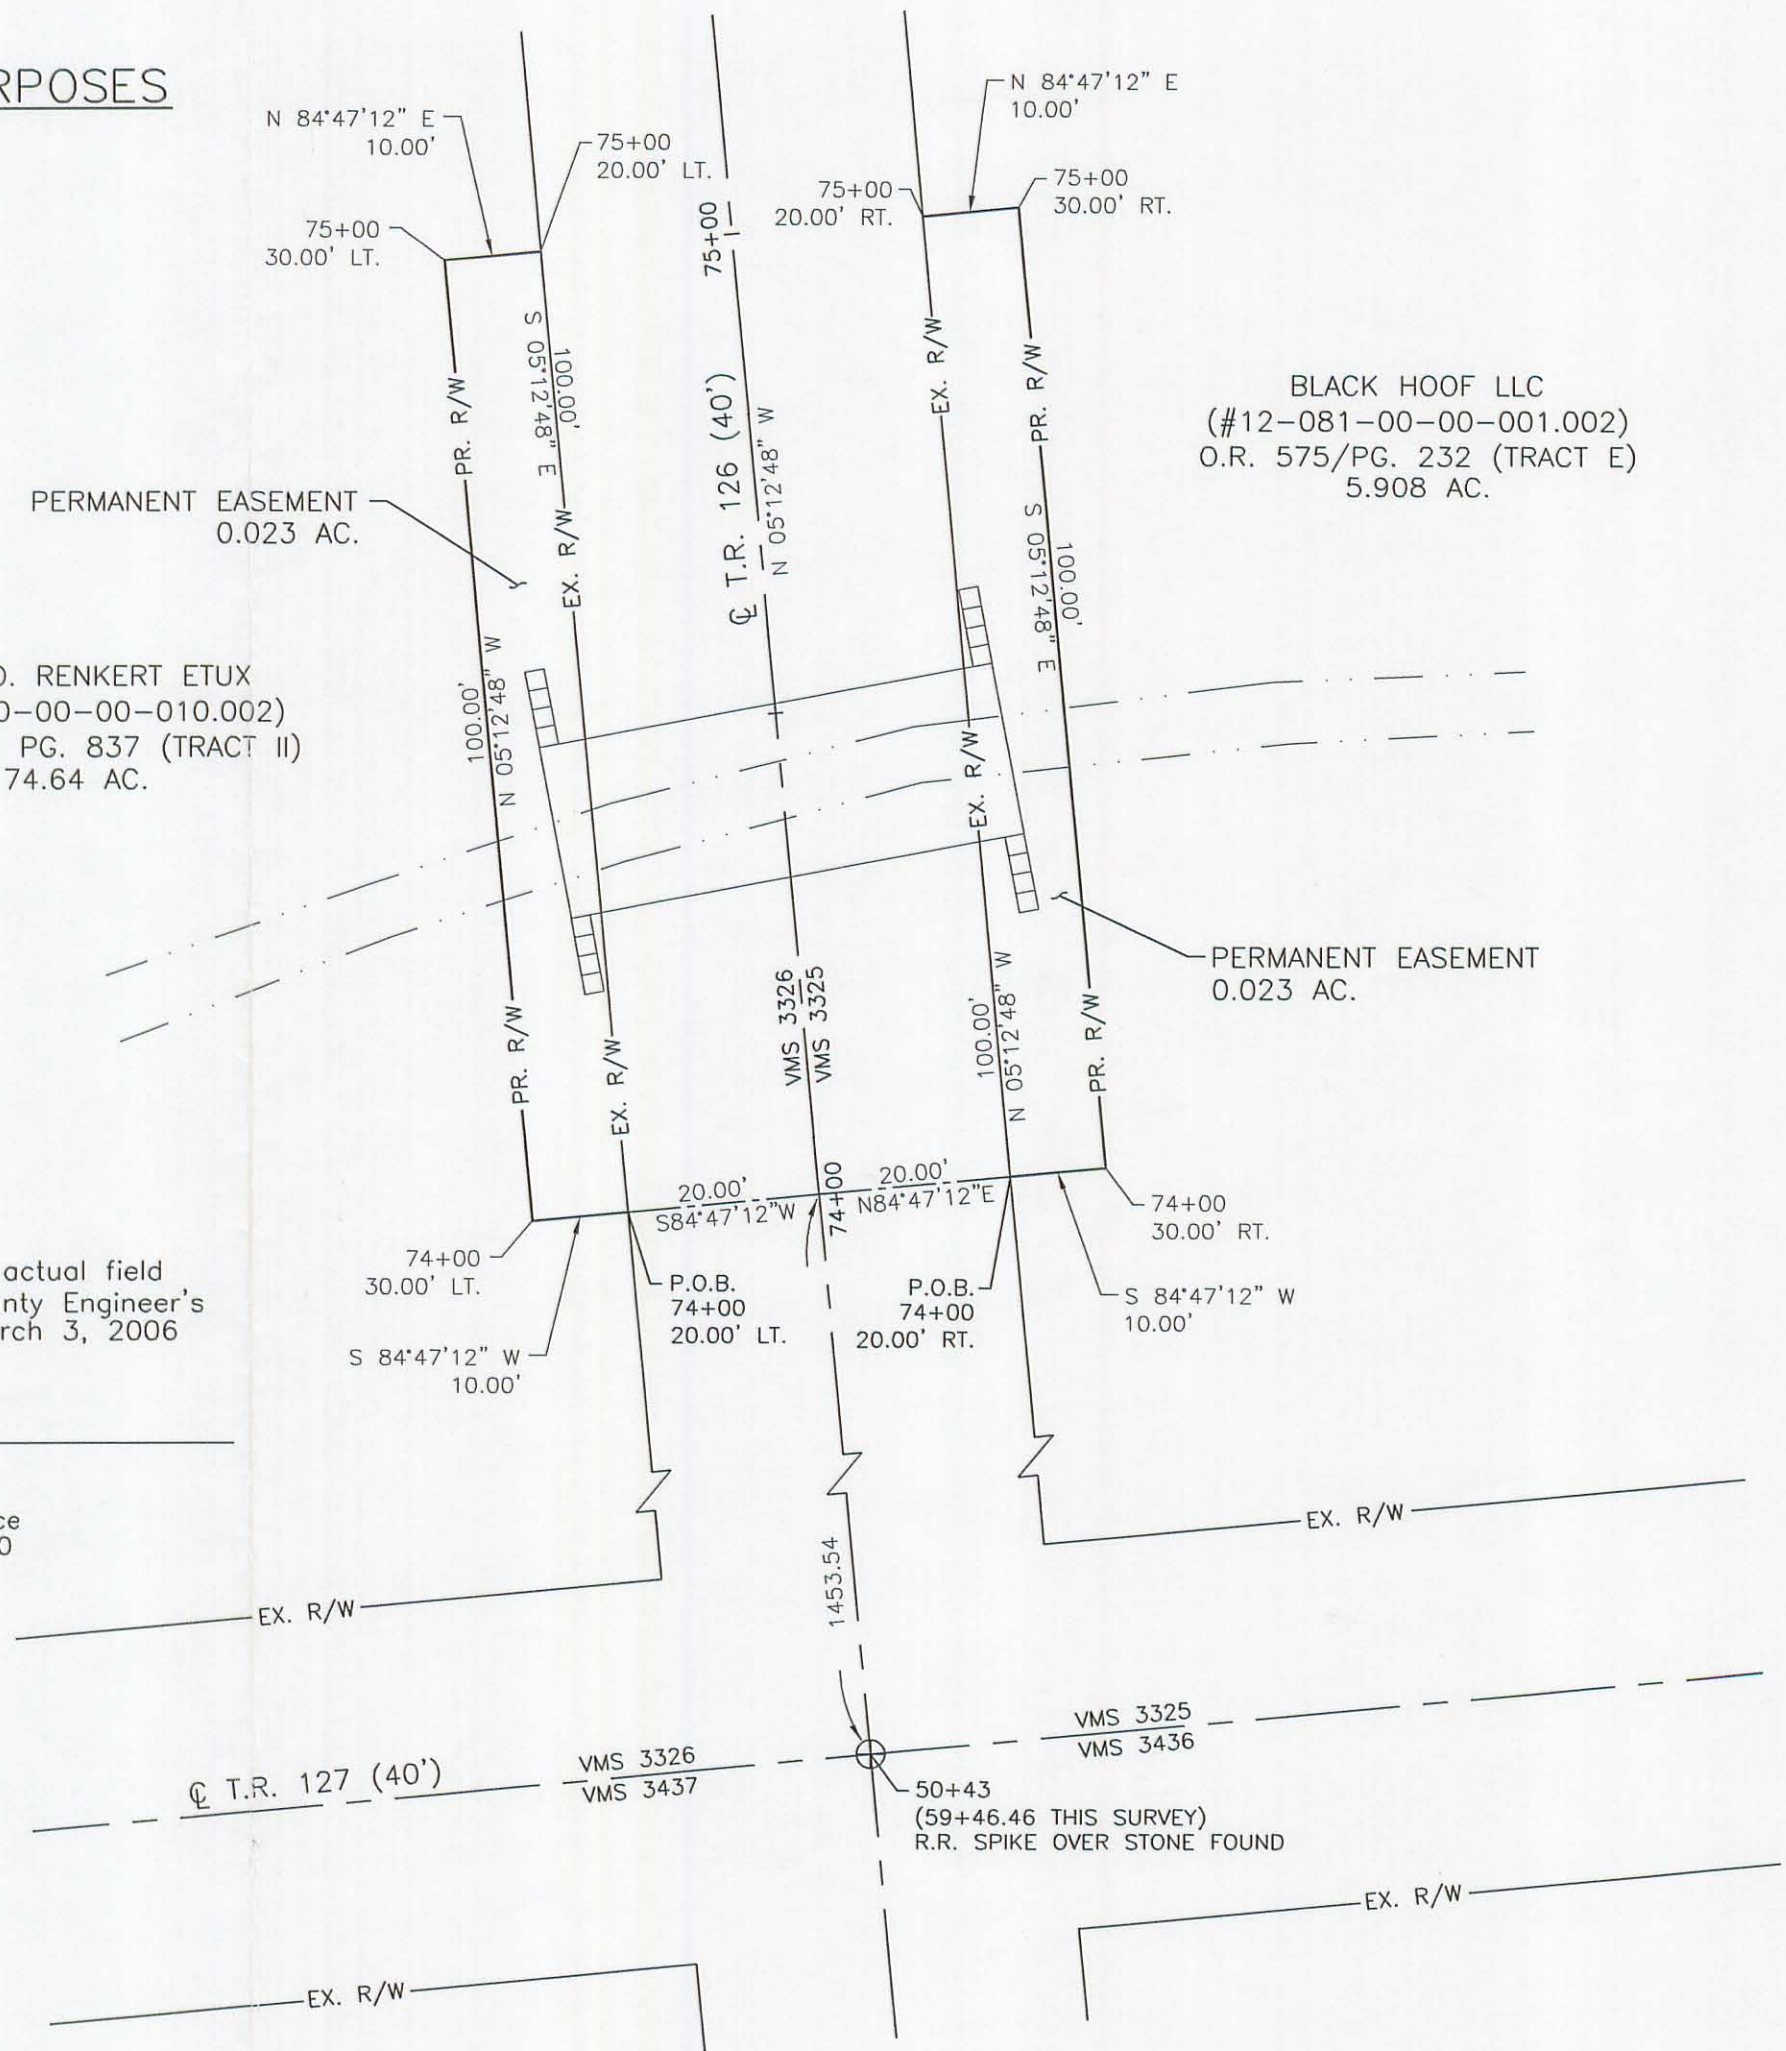 RPOSES
N 84°47'12" E
10.00'
75+00
20.00' LT.
75+00
30.00' LT.
N 84°47'12" E
10.00'
75+00
20.00' RT.
75+00
30.00' RT.
75+00
PR. R/W
S 05°12'48" E
100.00'
EX. R/W
℄ T.R. 126 (40')
N 05°12'48" W
EX. R/W
PR. R/W
S 05°12'48" E
100.00'
BLACK HOOF LLC
(#12-081-00-00-001.002)
O.R. 575/PG. 232 (TRACT E)
5.908 AC.
PERMANENT EASEMENT
0.023 AC.
RENKERT ETUX
0-00-00-010.002)
PG. 837 (TRACT II)
74.64 AC.
100.00'
N 05°12'48" W
EX. R/W
PERMANENT EASEMENT
0.023 AC.
PR. R/W
EX. R/W
VMS 3326
VMS 3325
100.00'
N 05°12'48" W
PR. R/W
20.00'
S84°47'12"W
74+00
20.00'
N84°47'12"E
74+00
30.00' RT.
74+00
30.00' LT.
P.O.B.
74+00
20.00' LT.
P.O.B.
74+00
20.00' RT.
S 84°47'12" W
10.00'
S 84°47'12" W
10.00'
actual field
nty Engineer's
rch 3, 2006
ce
0
EX. R/W
EX. R/W
1453.54
℄ T.R. 127 (40')
VMS 3326
VMS 3437
VMS 3325
VMS 3436
50+43
(59+46.46 THIS SURVEY)
R.R. SPIKE OVER STONE FOUND
EX. R/W
EX. R/W